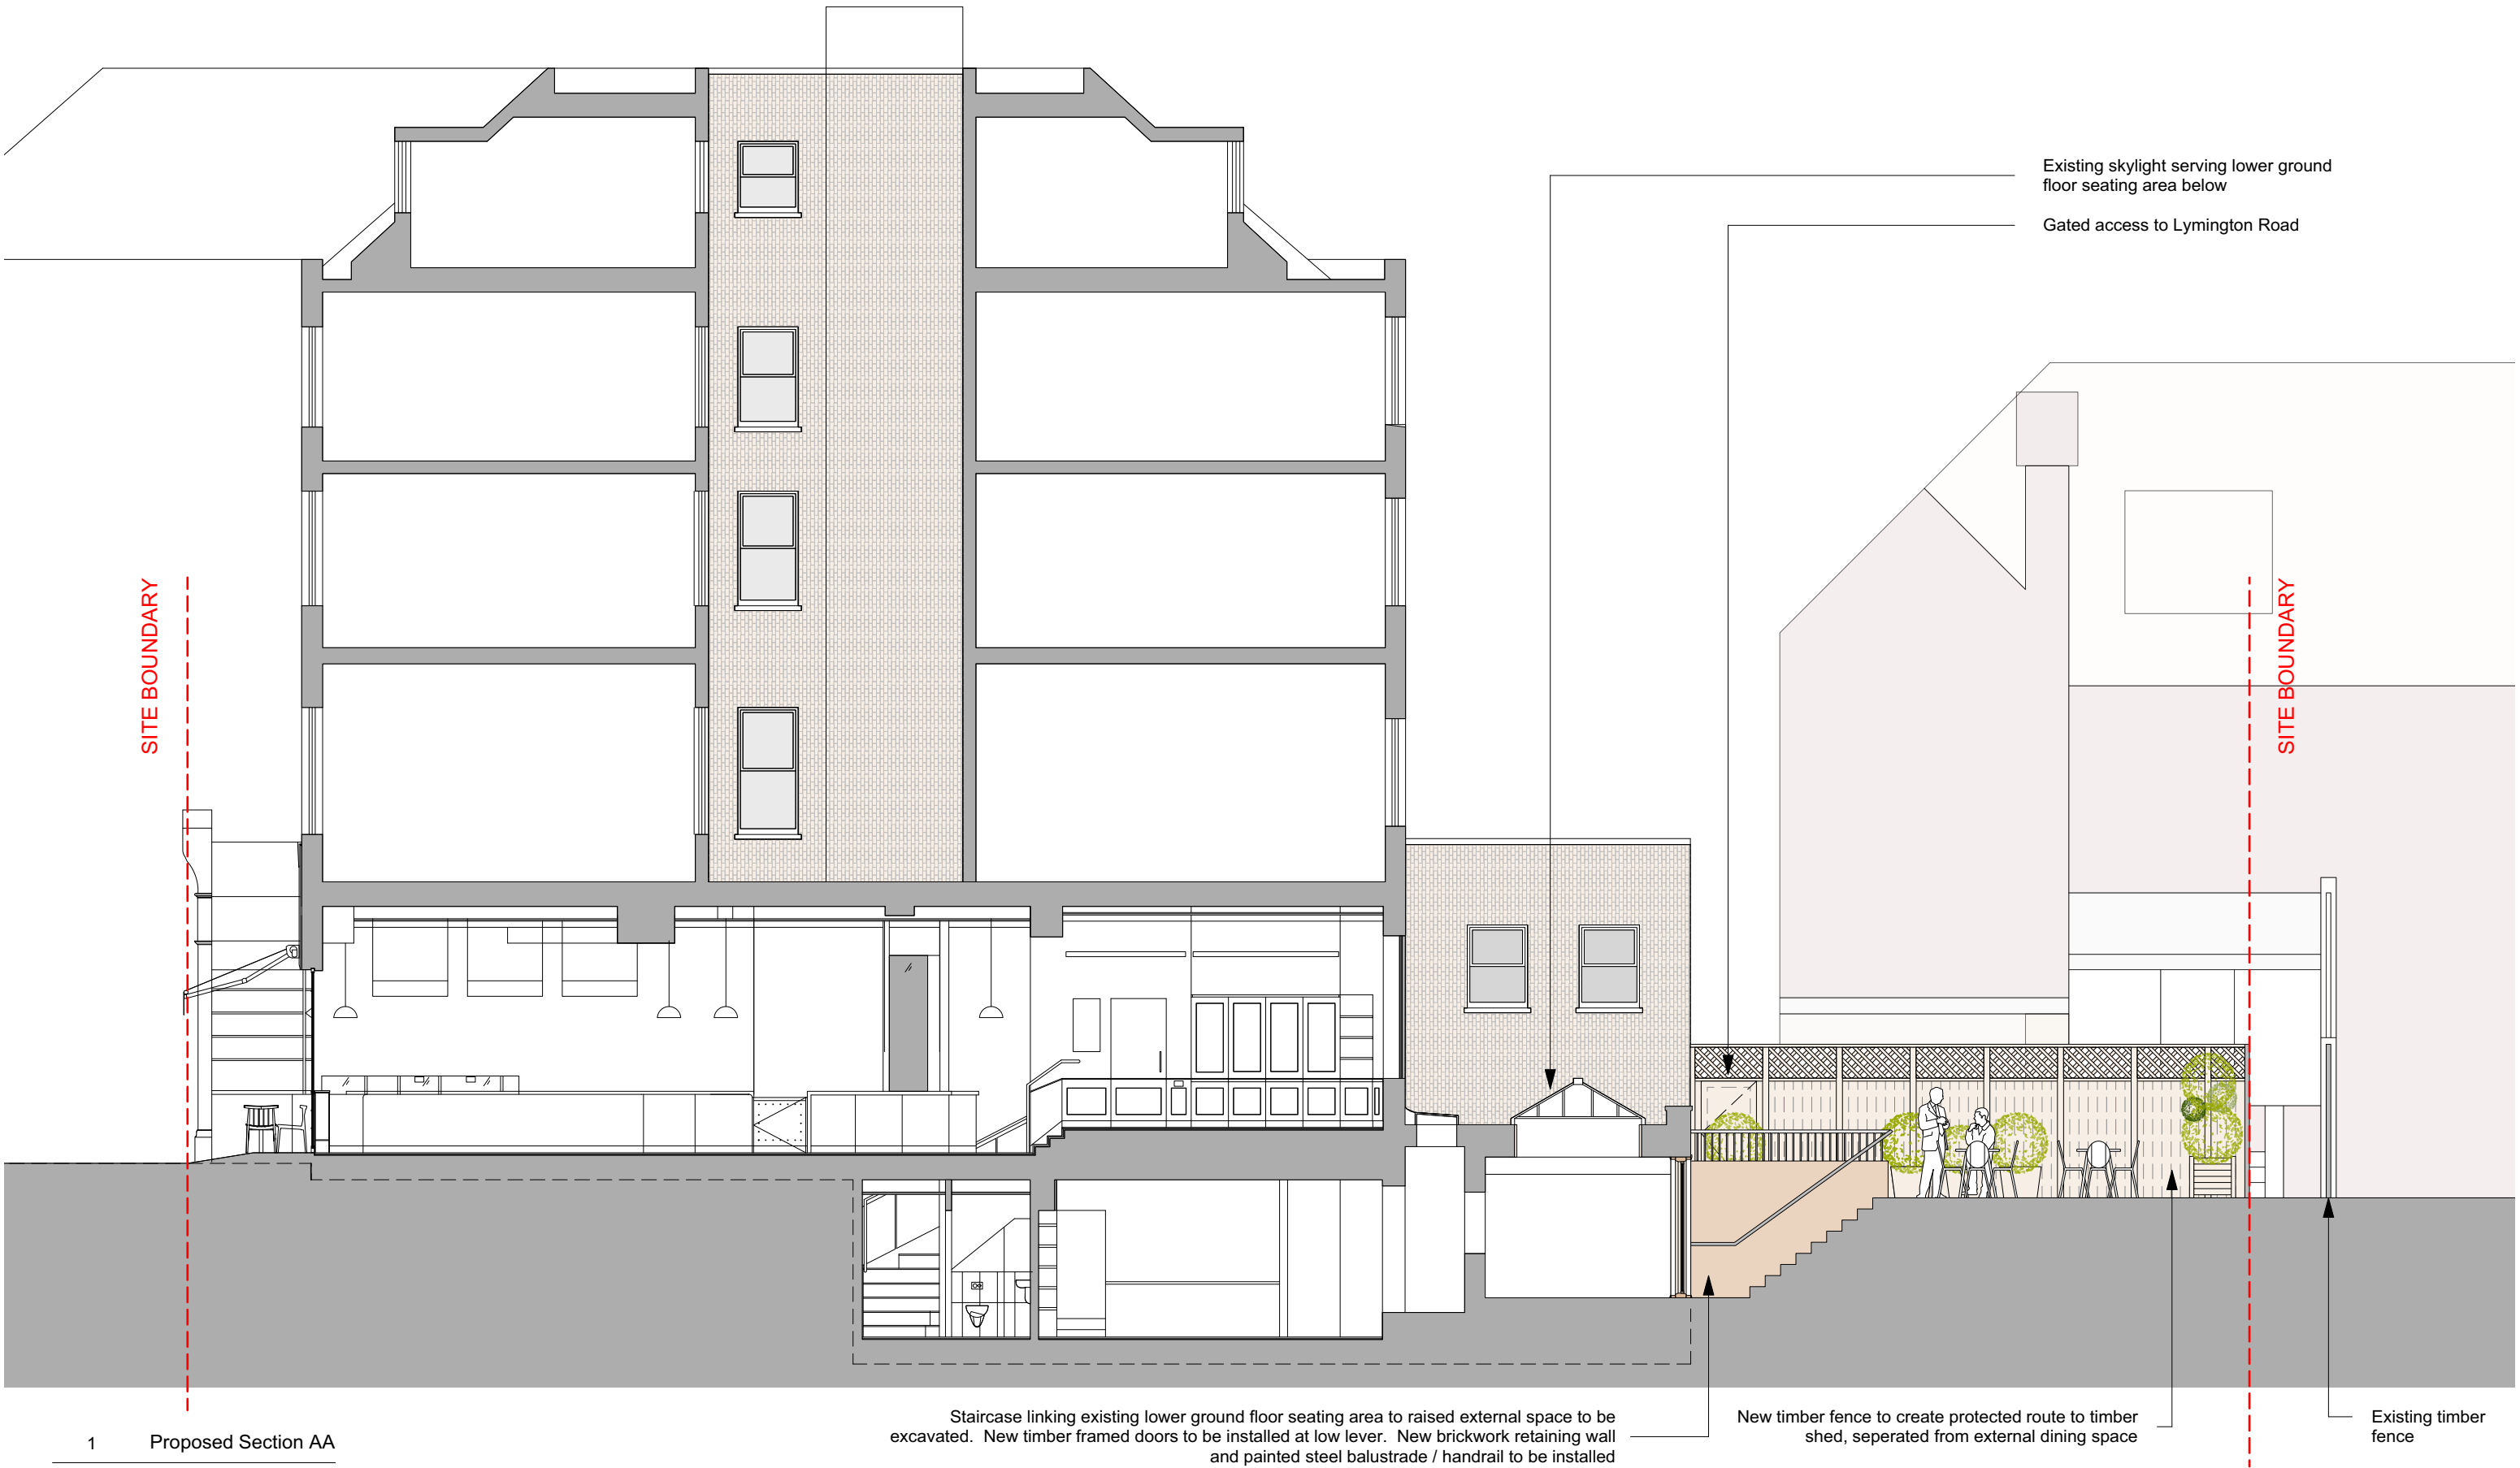 Existing skylight serving lower ground
floor seating area below
Gated access to Lymington Road
SITE BOUNDARY
SITE BOUNDARY
Staircase linking existing lower ground floor seating area to raised external space to be
excavated. New timber framed doors to be installed at low lever. New brickwork retaining wall
and painted steel balustrade / handrail to be installed
New timber fence to create protected route to timber
shed, seperated from external dining space
Existing timber
fence
1 Proposed Section AA